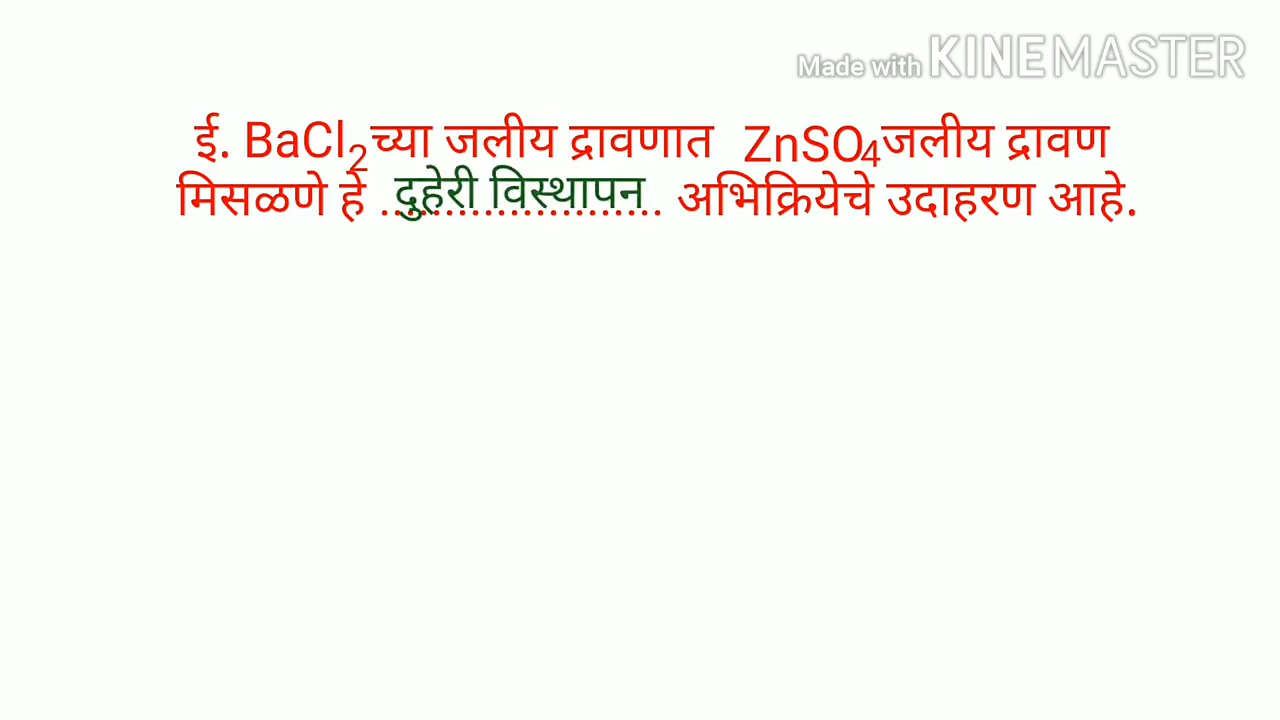 Made with KINEMASTER
ई. BaCl₂च्या जलीय द्रावणात ZnSO₄जलीय द्रावण
मिसळणे हे ......दुहेरी विस्थापन...... अभिक्रियेचे उदाहरण आहे.